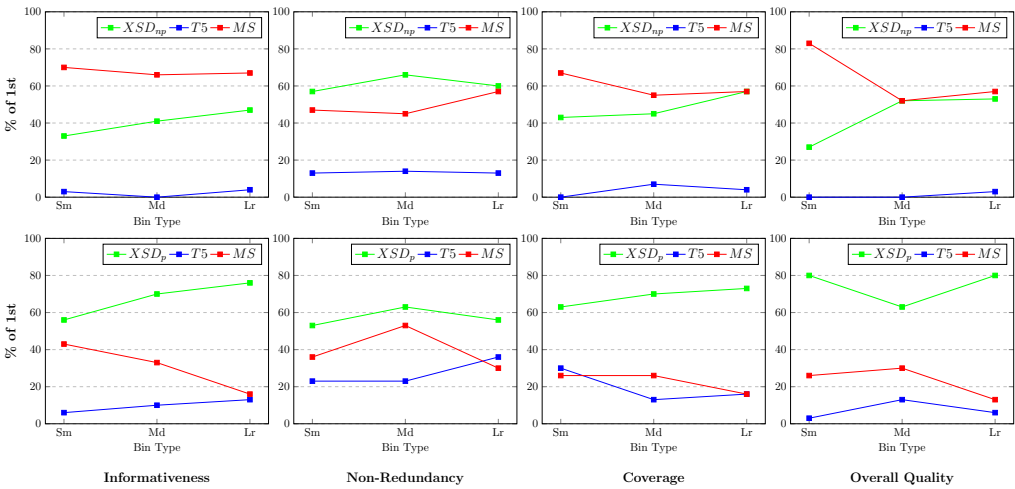 % of 1st
100
80
60
40
20
0
XSD_np T5 MS
Sm Md Lr
Bin Type
100
80
60
40
20
0
XSD_np T5 MS
Sm Md Lr
Bin Type
100
80
60
40
20
0
XSD_np T5 MS
Sm Md Lr
Bin Type
100
80
60
40
20
0
XSD_np T5 MS
Sm Md Lr
Bin Type
% of 1st
100
80
60
40
20
0
XSD_p T5 MS
Sm Md Lr
Bin Type
100
80
60
40
20
0
XSD_p T5 MS
Sm Md Lr
Bin Type
100
80
60
40
20
0
XSD_p T5 MS
Sm Md Lr
Bin Type
100
80
60
40
20
0
XSD_p T5 MS
Sm Md Lr
Bin Type
Informativeness
Non-Redundancy
Coverage
Overall Quality